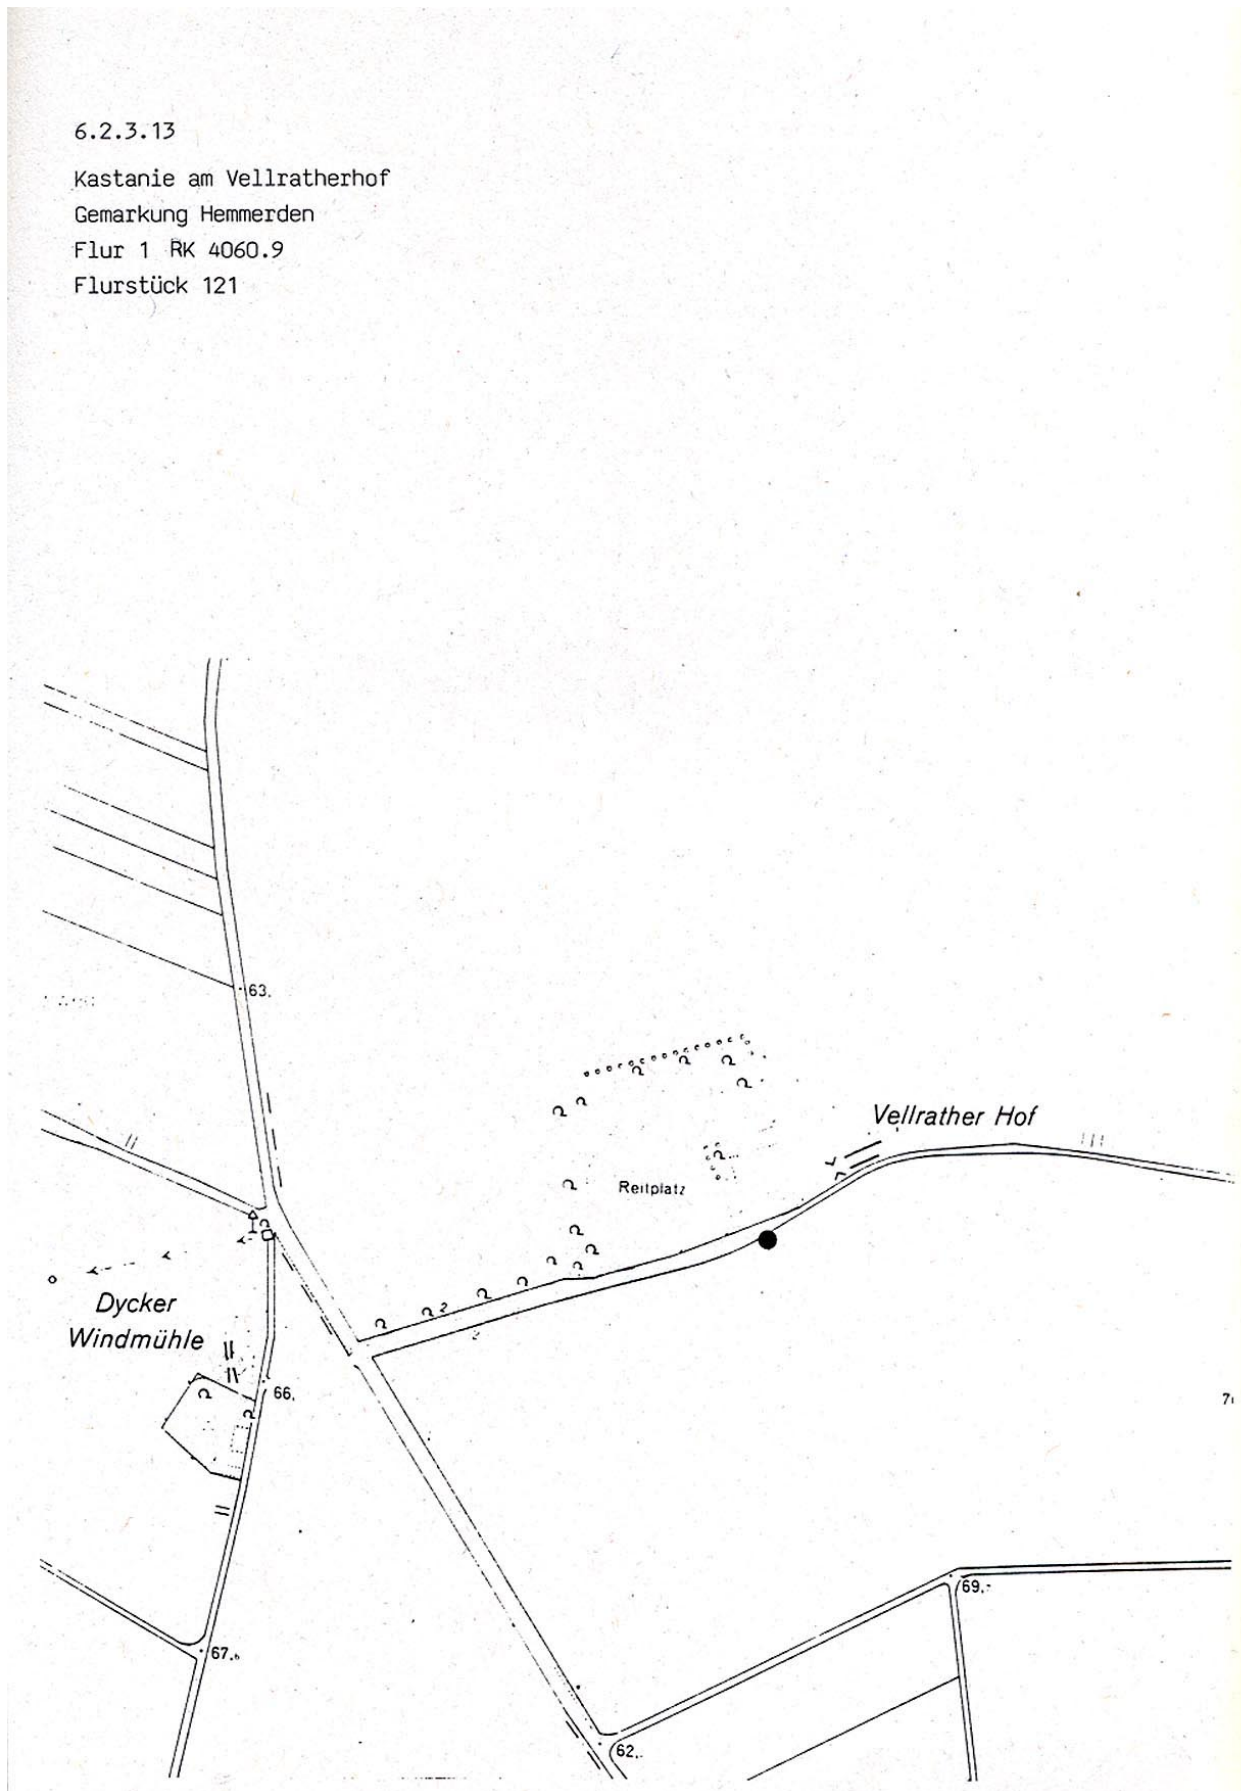 6.2.3.13
Kastanie am Vellratherhof
Gemarkung Hemmerden
Flur 1 RK 4060.9
Flurstück 121
63.
Vellrather Hof
Reitplatz
Dycker
Windmühle
66.
69.
67.
62.